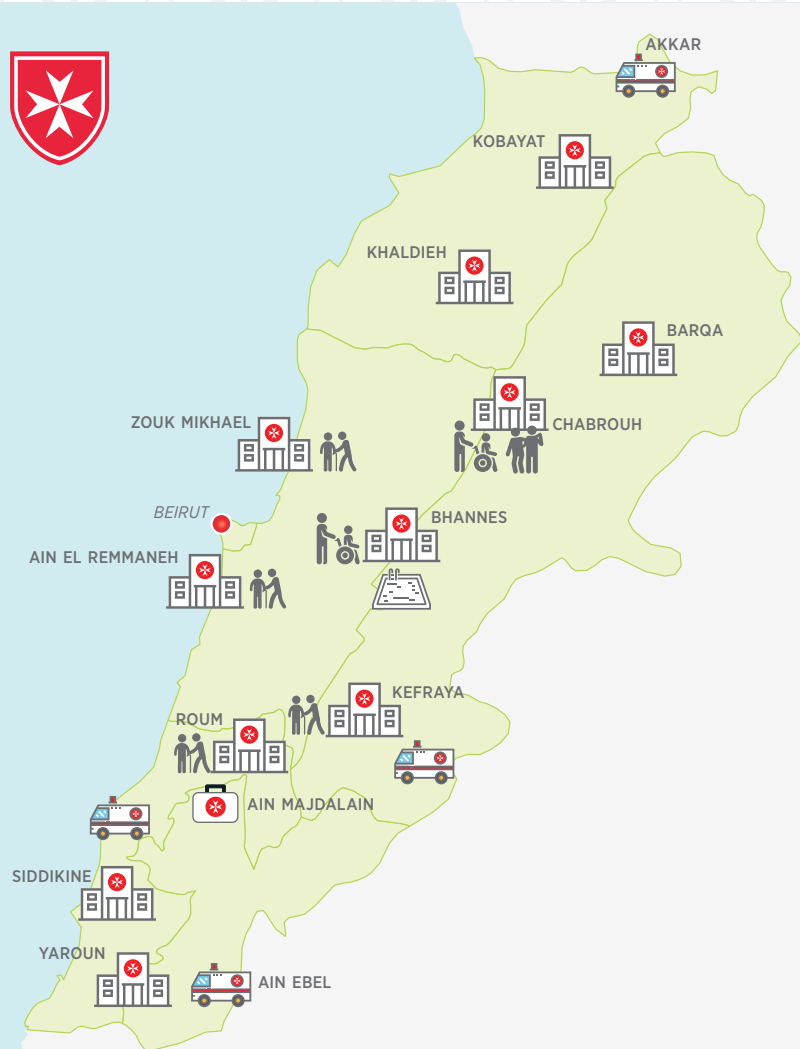 AKKAR
KOBAYAT
KHALDIEH
BARQA
ZOUK MIKHAEL
CHABROUH
BEIRUT
BHANNES
AIN EL REMMANEH
KEFRAYA
ROUM
AIN MAJDALAIN
SIDDIKINE
YAROUN
AIN EBEL